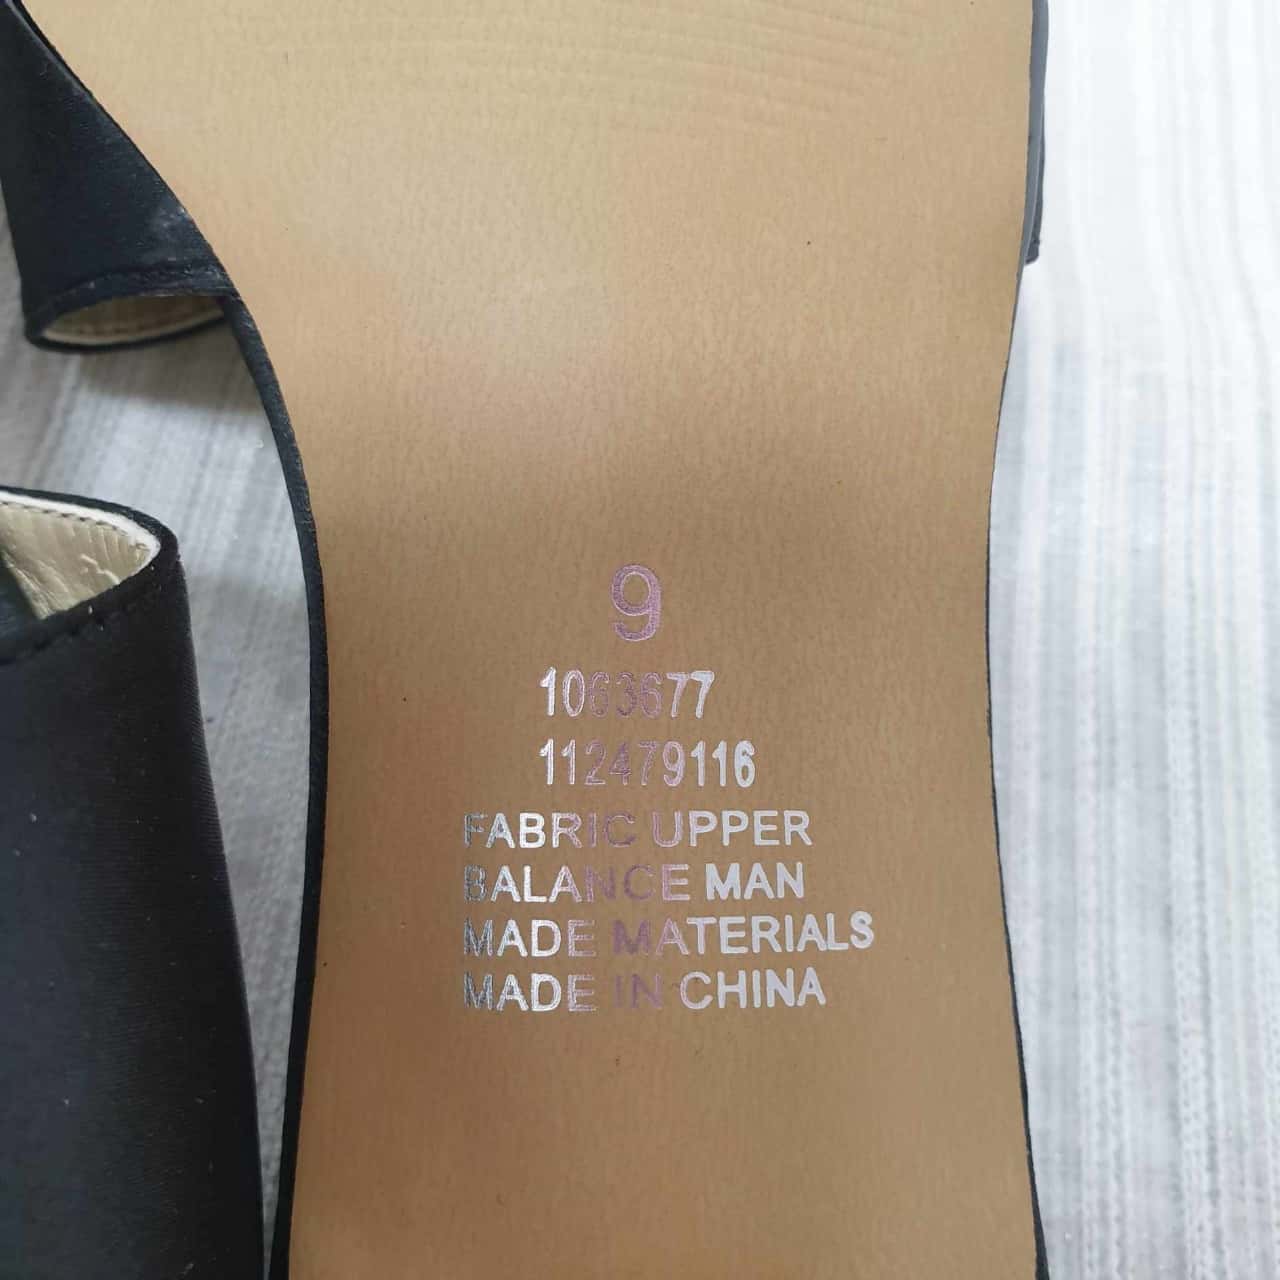 9
1063677
112479116
FABRIC UPPER
BALANCE MAN
MADE MATERIALS
MADE IN CHINA